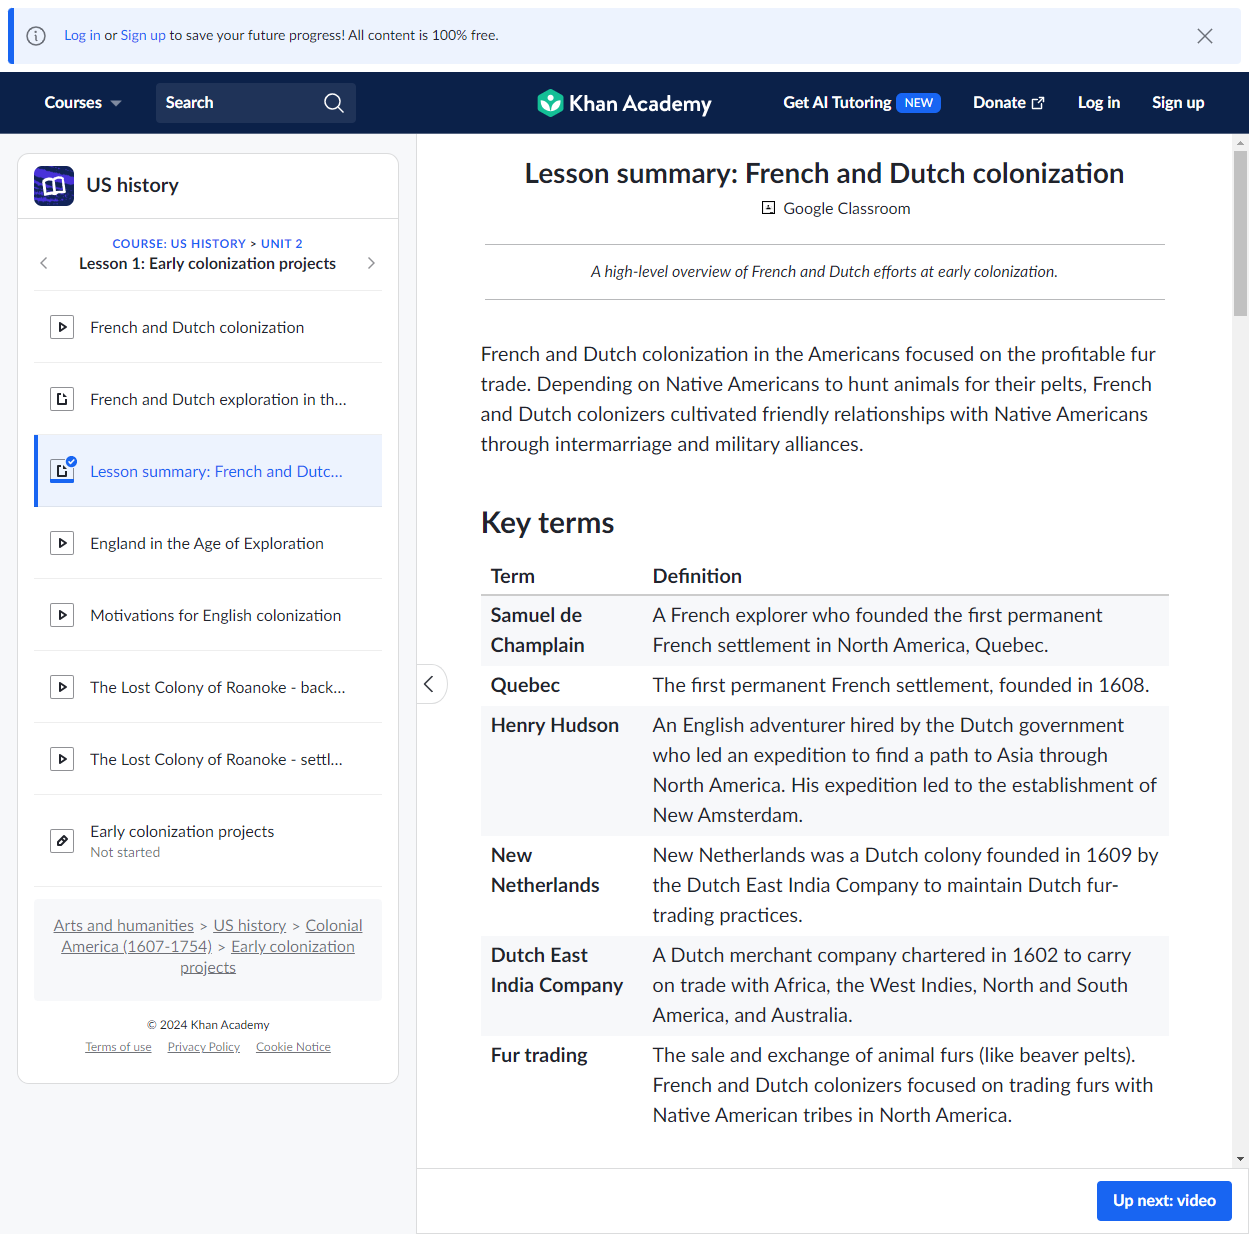 Log in or Sign up to save your future progress! All content is 100% free.
Courses
Search
Khan Academy
Get AI Tutoring NEW
Donate
Log in
Sign up
US history
COURSE: US HISTORY > UNIT 2
Lesson 1: Early colonization projects
French and Dutch colonization
French and Dutch exploration in th...
Lesson summary: French and Dutc...
England in the Age of Exploration
Motivations for English colonization
The Lost Colony of Roanoke - back...
The Lost Colony of Roanoke - settl...
Early colonization projects
Not started
Arts and humanities > US history > Colonial
America (1607-1754) > Early colonization
projects
© 2024 Khan Academy
Terms of use Privacy Policy Cookie Notice
Lesson summary: French and Dutch colonization
Google Classroom
A high-level overview of French and Dutch efforts at early colonization.
French and Dutch colonization in the Americans focused on the profitable fur
trade. Depending on Native Americans to hunt animals for their pelts, French
and Dutch colonizers cultivated friendly relationships with Native Americans
through intermarriage and military alliances.
Key terms
Term Definition
Samuel de A French explorer who founded the first permanent
Champlain French settlement in North America, Quebec.
Quebec The first permanent French settlement, founded in 1608.
Henry Hudson An English adventurer hired by the Dutch government
who led an expedition to find a path to Asia through
North America. His expedition led to the establishment of
New Amsterdam.
New New Netherlands was a Dutch colony founded in 1609 by
Netherlands the Dutch East India Company to maintain Dutch fur-
trading practices.
Dutch East A Dutch merchant company chartered in 1602 to carry
India Company on trade with Africa, the West Indies, North and South
America, and Australia.
Fur trading The sale and exchange of animal furs (like beaver pelts).
French and Dutch colonizers focused on trading furs with
Native American tribes in North America.
Up next: video